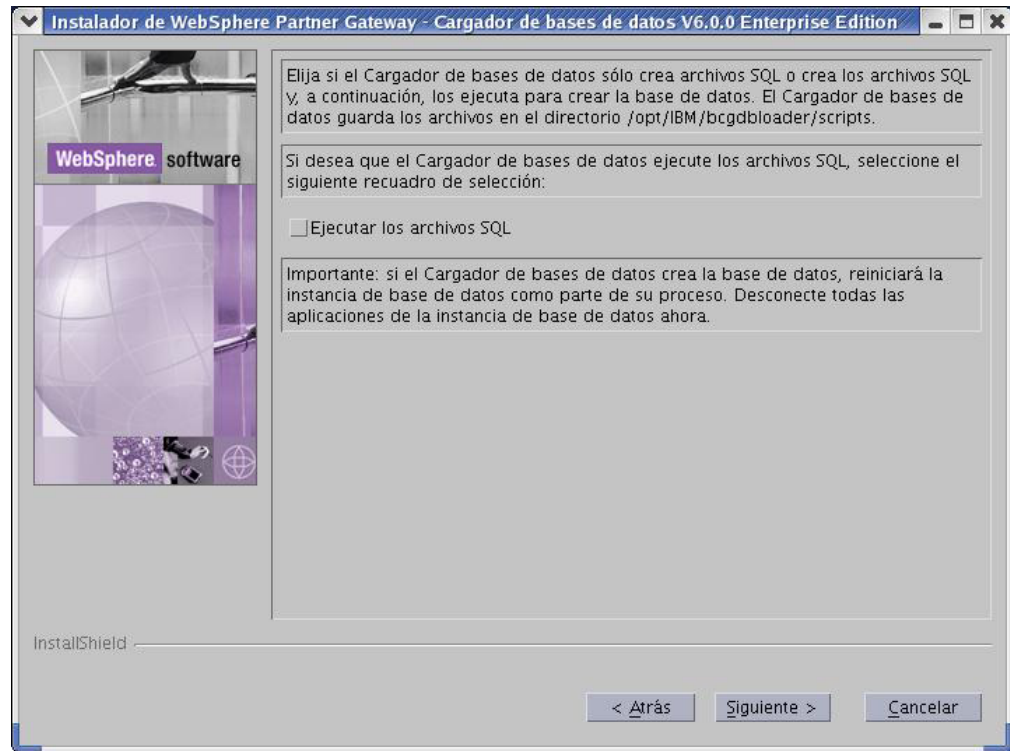 Instalador de WebSphere Partner Gateway - Cargador de bases de datos V6.0.0 Enterprise Edition
WebSphere. software
Elija si el Cargador de bases de datos sólo crea archivos SQL o crea los archivos SQL
y, a continuación, los ejecuta para crear la base de datos. El Cargador de bases de
datos guarda los archivos en el directorio /opt/IBM/bcgdbloader/scripts.
Si desea que el Cargador de bases de datos ejecute los archivos SQL, seleccione el
siguiente recuadro de selección:
Ejecutar los archivos SQL
Importante: si el Cargador de bases de datos crea la base de datos, reiniciará la
instancia de base de datos como parte de su proceso. Desconecte todas las
aplicaciones de la instancia de base de datos ahora.
InstallShield
< Atrás Siguiente > Cancelar